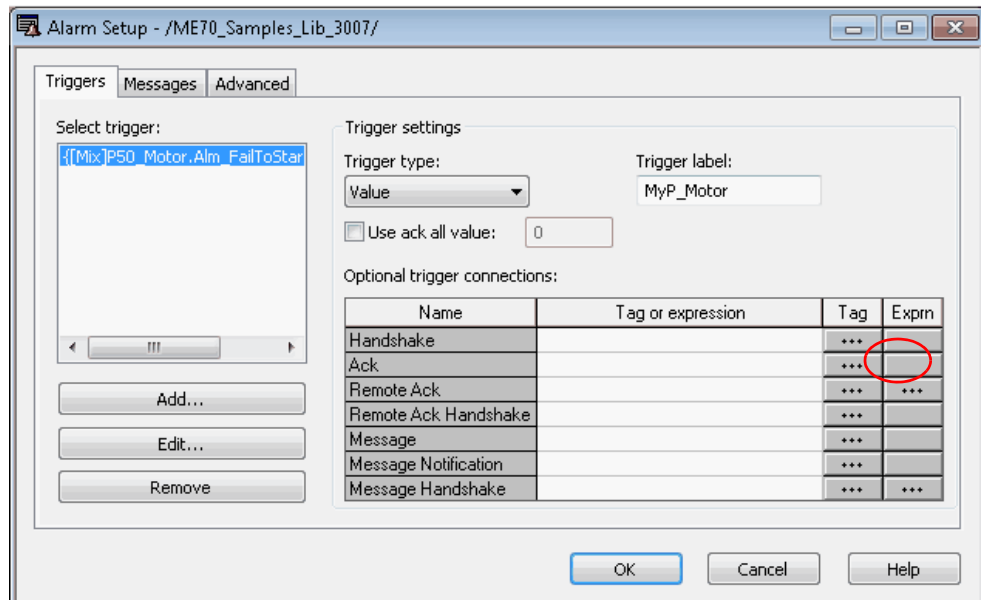 Alarm Setup - /ME70_Samples_Lib_3007/
Triggers Messages Advanced
Select trigger:
{[Mix]P50_Motor.Alm_FailToStar
Add...
Edit...
Remove
Trigger settings
Trigger type:
Value
Trigger label:
MyP_Motor
Use ack all value: 0
Optional trigger connections:
Name Tag or expression Tag Exprn
Handshake ...
Ack ...
Remote Ack ... ...
Remote Ack Handshake ...
Message ...
Message Notification ...
Message Handshake ... ...
OK Cancel Help